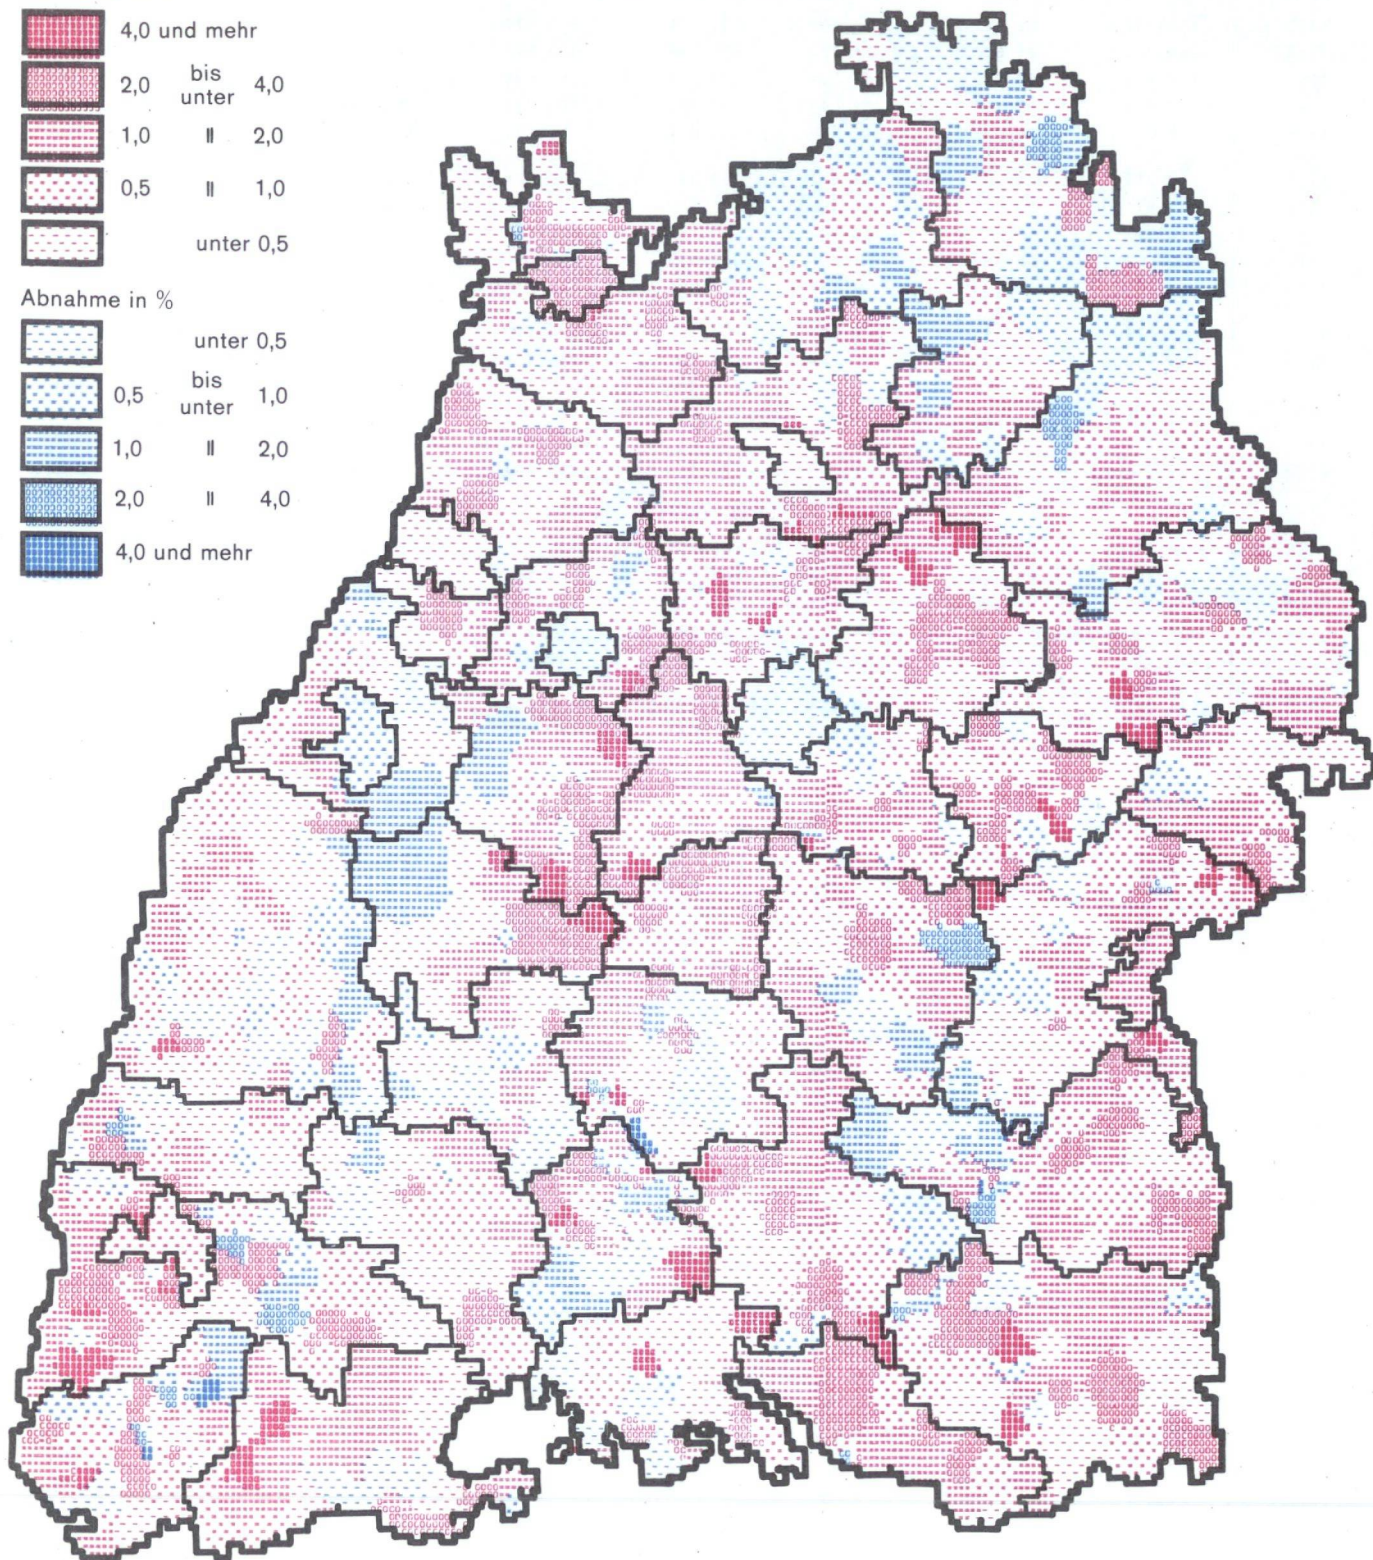 4,0 und mehr
2,0 bis unter 4,0
1,0 〃 2,0
0,5 〃 1,0
unter 0,5
Abnahme in %
unter 0,5
0,5 bis unter 1,0
1,0 〃 2,0
2,0 〃 4,0
4,0 und mehr